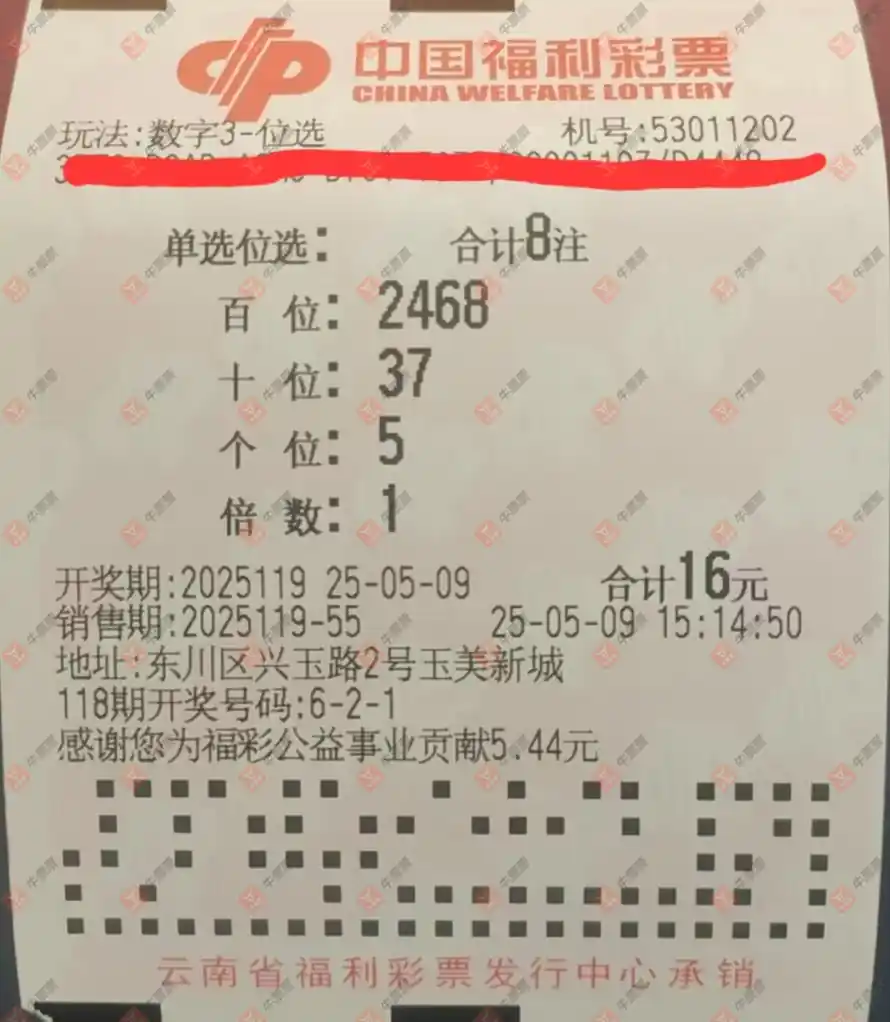 中国福利彩票
CHINA WELFARE LOTTERY
玩法:数字3-位选 机号:53011202
单选位选: 合计8注
百 位: 2468
十 位: 37
个 位: 5
倍 数: 1
开奖期:2025119 25-05-09 合计16元
销售期:2025119-55 25-05-09 15:14:50
地址:东川区兴玉路2号玉美新城
118期开奖号码:6-2-1
感谢您为福彩公益事业贡献5.44元
云南省福利彩票发行中心承销